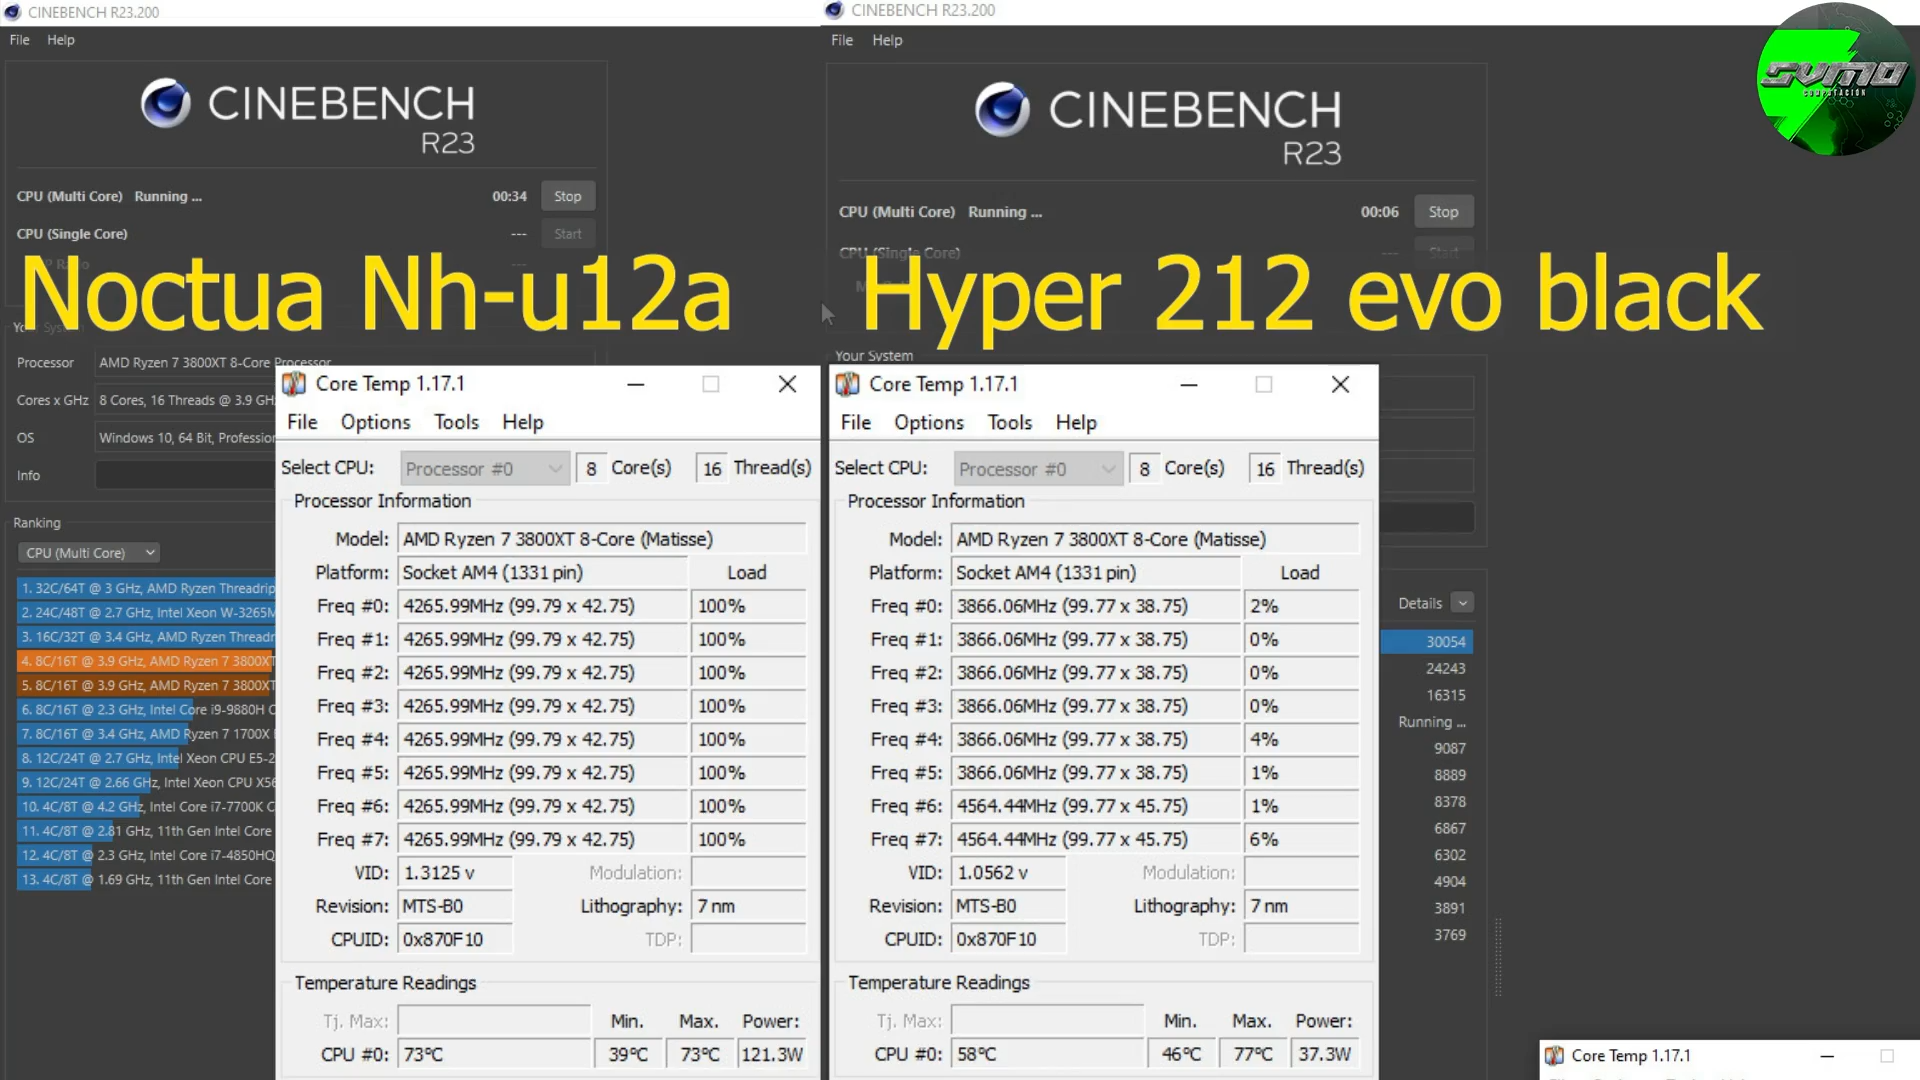 CINEBENCH R23.200
File Help
CINEBENCH
R23
CPU (Multi Core) Running ... 00:34 Stop
CPU (Single Core) --- Start
Noctua Nh-u12a
Processor AMD Ryzen 7 3800XT 8-Core Processor
Cores x GHz 8 Cores, 16 Threads @ 3.9 GH
OS Windows 10, 64 Bit, Profession
Info
Ranking
CPU (Multi Core)
1. 32C/64T @ 3 GHz, AMD Ryzen Threadrip
2. 24C/48T @ 2.7 GHz, Intel Xeon W-3265M
3. 16C/32T @ 3.4 GHz, AMD Ryzen Threadr
4. 8C/16T @ 3.9 GHz, AMD Ryzen 7 3800XT
5. 8C/16T @ 3.9 GHz, AMD Ryzen 7 3800XT
6. 8C/16T @ 2.3 GHz, Intel Core i9-9880H C
7. 8C/16T @ 3.4 GHz, AMD Ryzen 7 1700X
8. 12C/24T @ 2.7 GHz, Intel Xeon CPU E5-2
9. 12C/24T @ 2.66 GHz, Intel Xeon CPU X56
10. 4C/8T @ 4.2 GHz, Intel Core i7-7700K C
11. 4C/8T @ 2.81 GHz, 11th Gen Intel Core
12. 4C/8T @ 2.3 GHz, Intel Core i7-4850HQ
13. 4C/8T @ 1.69 GHz, 11th Gen Intel Core
Core Temp 1.17.1
File Options Tools Help
Select CPU: Processor #0 8 Core(s) 16 Thread(s)
Processor Information
Model: AMD Ryzen 7 3800XT 8-Core (Matisse)
Platform: Socket AM4 (1331 pin) Load
Freq #0: 4265.99MHz (99.79 x 42.75) 100%
Freq #1: 4265.99MHz (99.79 x 42.75) 100%
Freq #2: 4265.99MHz (99.79 x 42.75) 100%
Freq #3: 4265.99MHz (99.79 x 42.75) 100%
Freq #4: 4265.99MHz (99.79 x 42.75) 100%
Freq #5: 4265.99MHz (99.79 x 42.75) 100%
Freq #6: 4265.99MHz (99.79 x 42.75) 100%
Freq #7: 4265.99MHz (99.79 x 42.75) 100%
VID: 1.3125 v Modulation:
Revision: MTS-B0 Lithography: 7 nm
CPUID: 0x870F10 TDP:
Temperature Readings
Tj. Max: Min. Max. Power:
CPU #0: 73°C 39°C 73°C 121.3W
CINEBENCH R23.200
File Help
CINEBENCH
R23
CPU (Multi Core) Running ... 00:06 Stop
CPU (Single Core) --- Start
Hyper 212 evo black
Your System
Core Temp 1.17.1
File Options Tools Help
Select CPU: Processor #0 8 Core(s) 16 Thread(s)
Processor Information
Model: AMD Ryzen 7 3800XT 8-Core (Matisse)
Platform: Socket AM4 (1331 pin) Load
Freq #0: 3866.06MHz (99.77 x 38.75) 2%
Freq #1: 3866.06MHz (99.77 x 38.75) 0%
Freq #2: 3866.06MHz (99.77 x 38.75) 0%
Freq #3: 3866.06MHz (99.77 x 38.75) 0%
Freq #4: 3866.06MHz (99.77 x 38.75) 4%
Freq #5: 3866.06MHz (99.77 x 38.75) 1%
Freq #6: 4564.44MHz (99.77 x 45.75) 1%
Freq #7: 4564.44MHz (99.77 x 45.75) 6%
VID: 1.0562 v Modulation:
Revision: MTS-B0 Lithography: 7 nm
CPUID: 0x870F10 TDP:
Temperature Readings
Tj. Max: Min. Max. Power:
CPU #0: 58°C 46°C 77°C 37.3W
Details
30054
24243
16315
Running ...
9087
8889
8378
6867
6302
4904
3891
3769
SYMO
COMPUTACIÓN
Core Temp 1.17.1